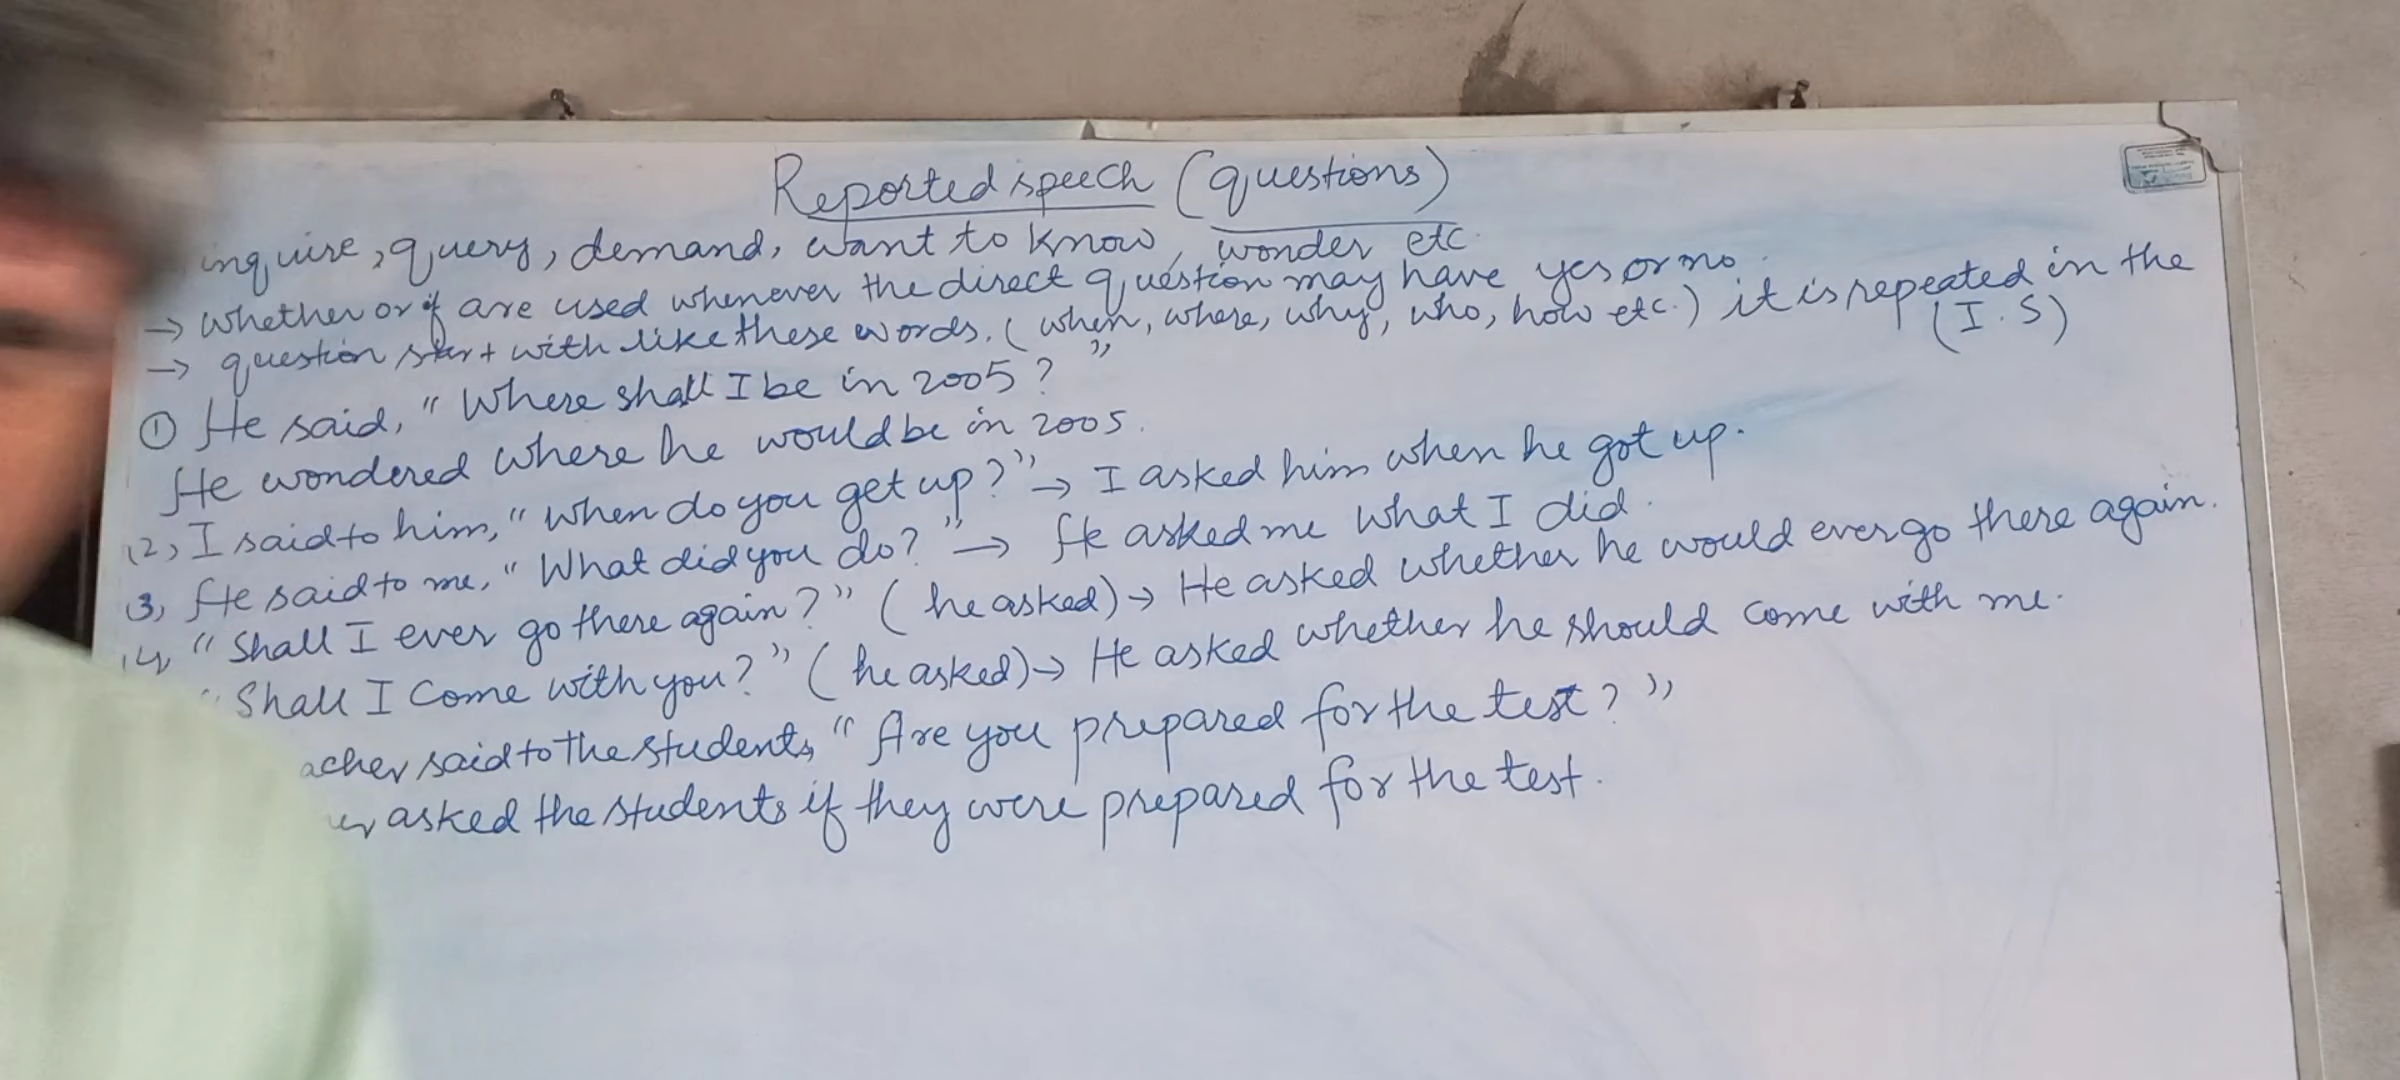 Reported speech (questions)
inquire, query, demand, want to know, wonder etc.
→ whether or if are used whenever the direct question may have yes or no.
→ question start with like these words. (when, where, why, who, how etc.) it is repeated in the (I.S)
① He said, " Where shall I be in 2005? "
He wondered where he would be in 2005.
(2) I said to him, " When do you get up? " → I asked him when he got up.
(3) He said to me, " What did you do? " → He asked me what I did.
(4) " Shall I ever go there again? " ( he asked) → He asked whether he would ever go there again.
" Shall I come with you? " ( he asked) → He asked whether he should come with me.
acher said to the students, " Are you prepared for the test? "
er asked the students if they were prepared for the test.